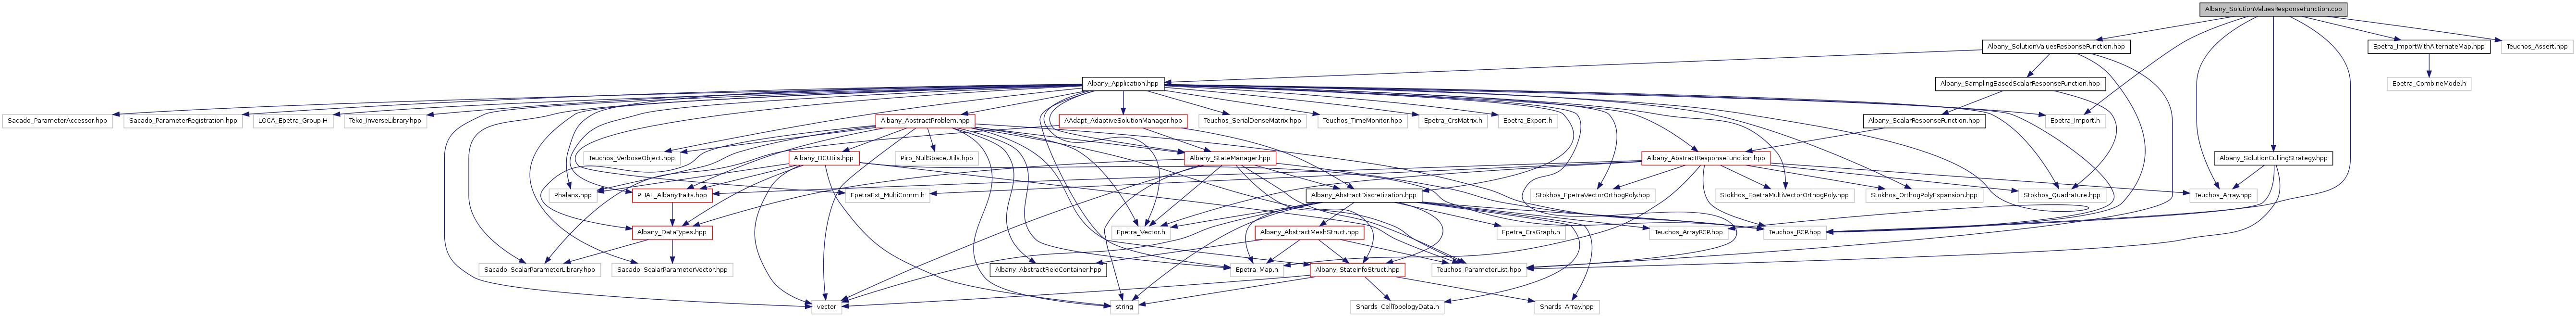 Albany_SolutionValuesResponseFunction.cpp
Albany_SolutionValuesResponseFunction.hpp
Epetra_ImportWithAlternateMap.hpp
Teuchos_Assert.hpp
Albany_Application.hpp
Albany_SamplingBasedScalarResponseFunction.hpp
Epetra_CombineMode.h
Sacado_ParameterAccessor.hpp
Sacado_ParameterRegistration.hpp
LOCA_Epetra_Group.H
Teko_InverseLibrary.hpp
Albany_AbstractProblem.hpp
AAdapt_AdaptiveSolutionManager.hpp
Teuchos_SerialDenseMatrix.hpp
Teuchos_TimeMonitor.hpp
Epetra_CrsMatrix.h
Epetra_Export.h
Albany_ScalarResponseFunction.hpp
Epetra_Import.h
Teuchos_VerboseObject.hpp
Albany_BCUtils.hpp
Piro_NullSpaceUtils.hpp
Albany_StateManager.hpp
Albany_AbstractResponseFunction.hpp
Albany_SolutionCullingStrategy.hpp
Phalanx.hpp
PHAL_AlbanyTraits.hpp
EpetraExt_MultiComm.h
Albany_AbstractDiscretization.hpp
Stokhos_EpetraVectorOrthogPoly.hpp
Stokhos_EpetraMultiVectorOrthogPoly.hpp
Stokhos_OrthogPolyExpansion.hpp
Stokhos_Quadrature.hpp
Teuchos_Array.hpp
Albany_DataTypes.hpp
Epetra_Vector.h
Albany_AbstractMeshStruct.hpp
Epetra_CrsGraph.h
Teuchos_ArrayRCP.hpp
Teuchos_RCP.hpp
Sacado_ScalarParameterLibrary.hpp
Sacado_ScalarParameterVector.hpp
Albany_AbstractFieldContainer.hpp
Epetra_Map.h
Albany_StateInfoStruct.hpp
Teuchos_ParameterList.hpp
vector
string
Shards_CellTopologyData.h
Shards_Array.hpp